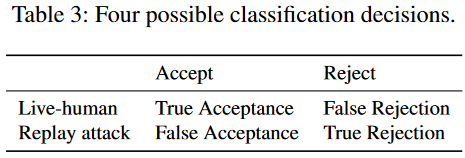 Table 3: Four possible classification decisions.
Accept Reject
Live-human True Acceptance False Rejection
Replay attack False Acceptance True Rejection